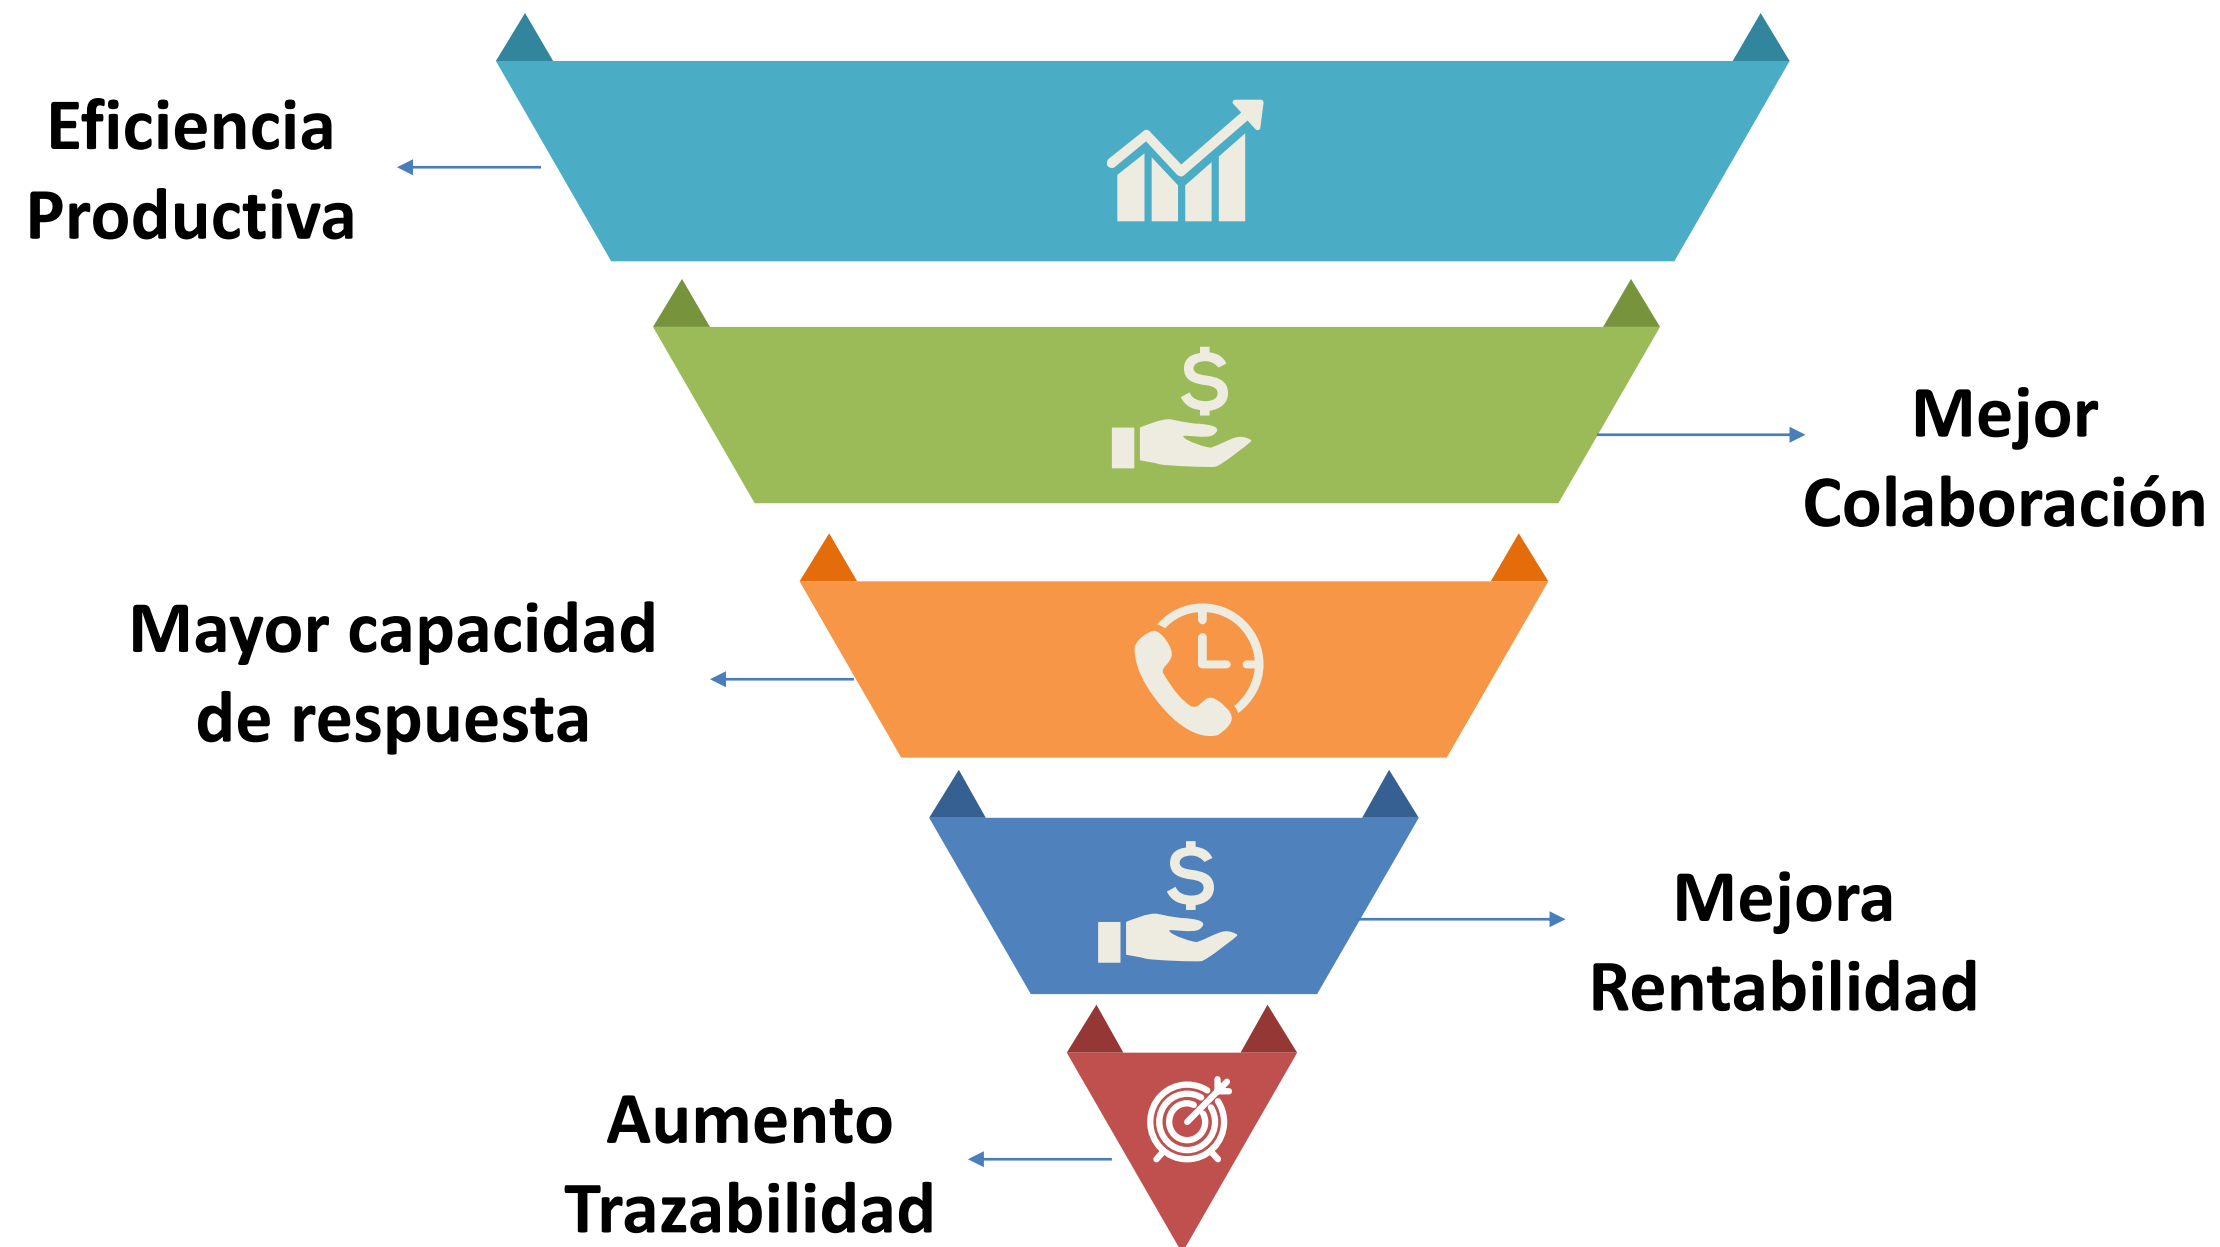 Eficiencia
Productiva
Mejor
Colaboración
Mayor capacidad
de respuesta
Mejora
Rentabilidad
Aumento
Trazabilidad